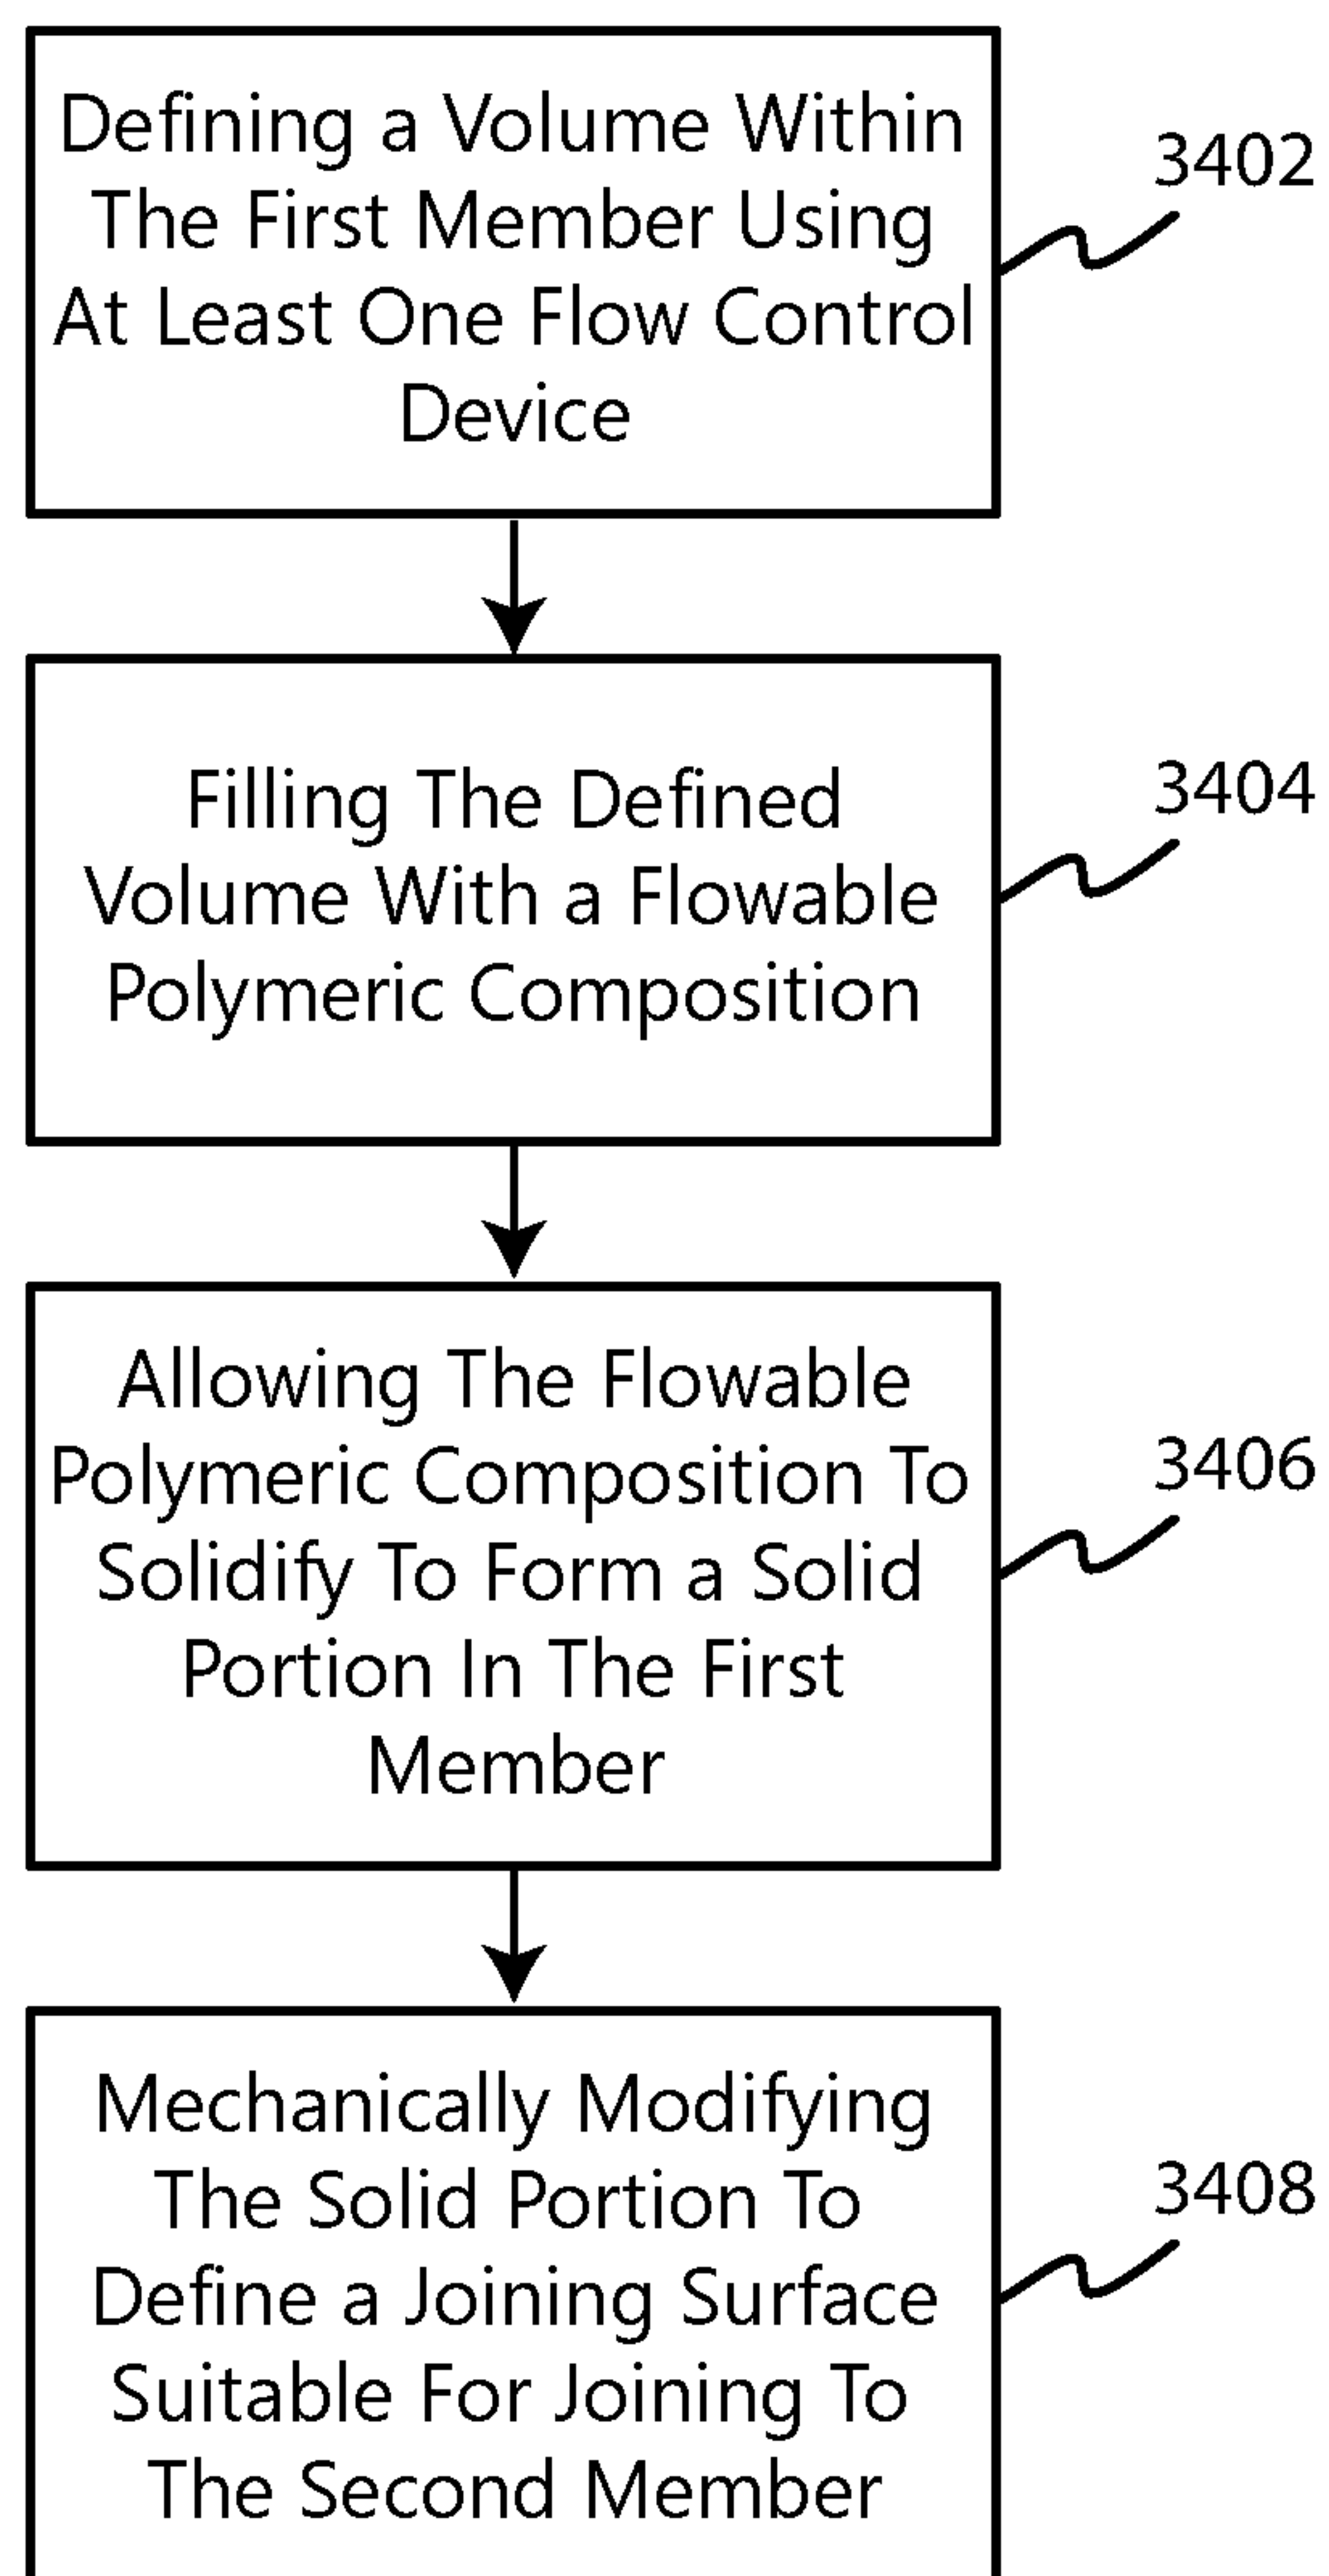 Defining a Volume Within
The First Member Using
At Least One Flow Control
Device
3402
Filling The Defined
Volume With a Flowable
Polymeric Composition
3404
Allowing The Flowable
Polymeric Composition To
Solidify To Form a Solid
Portion In The First
Member
3406
Mechanically Modifying
The Solid Portion To
Define a Joining Surface
Suitable For Joining To
The Second Member
3408